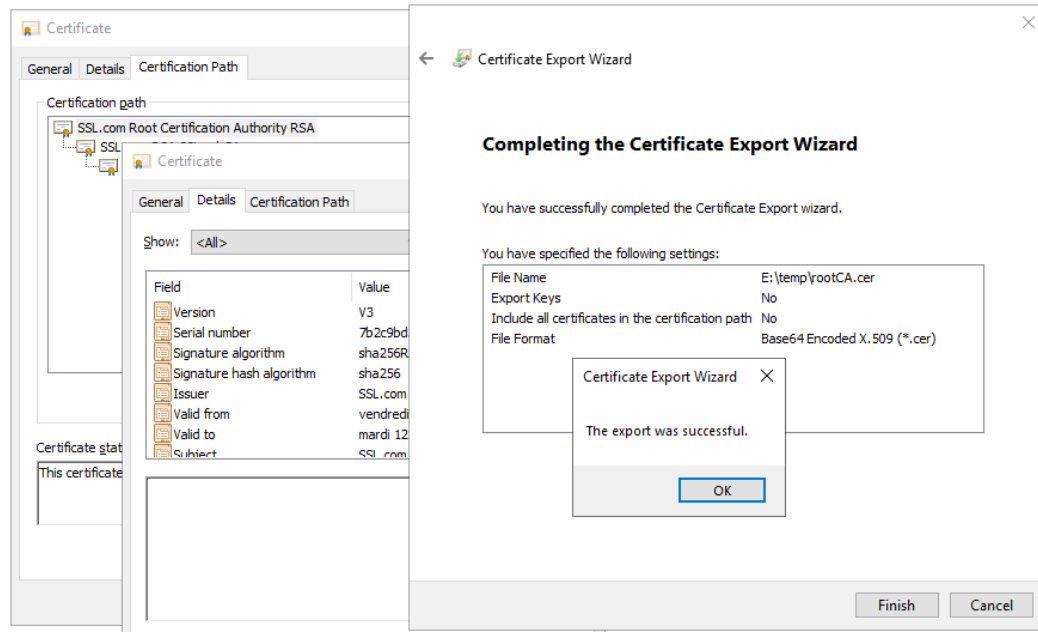 Certificate
General Details Certification Path
Certification path
SSL.com Root Certification Authority RSA
SSL
Certificate stat
This certificate
Certificate
General Details Certification Path
Show: <All>
Field Value
Version V3
Serial number 7b2c9bd
Signature algorithm sha256R
Signature hash algorithm sha256
Issuer SSL.com
Valid from vendredi
Valid to mardi 12
Subject SSL.com
Certificate Export Wizard
Completing the Certificate Export Wizard
You have successfully completed the Certificate Export wizard.
You have specified the following settings:
File Name E:\temp\rootCA.cer
Export Keys No
Include all certificates in the certification path No
File Format Base64 Encoded X.509 (*.cer)
Certificate Export Wizard
The export was successful.
OK
Finish Cancel